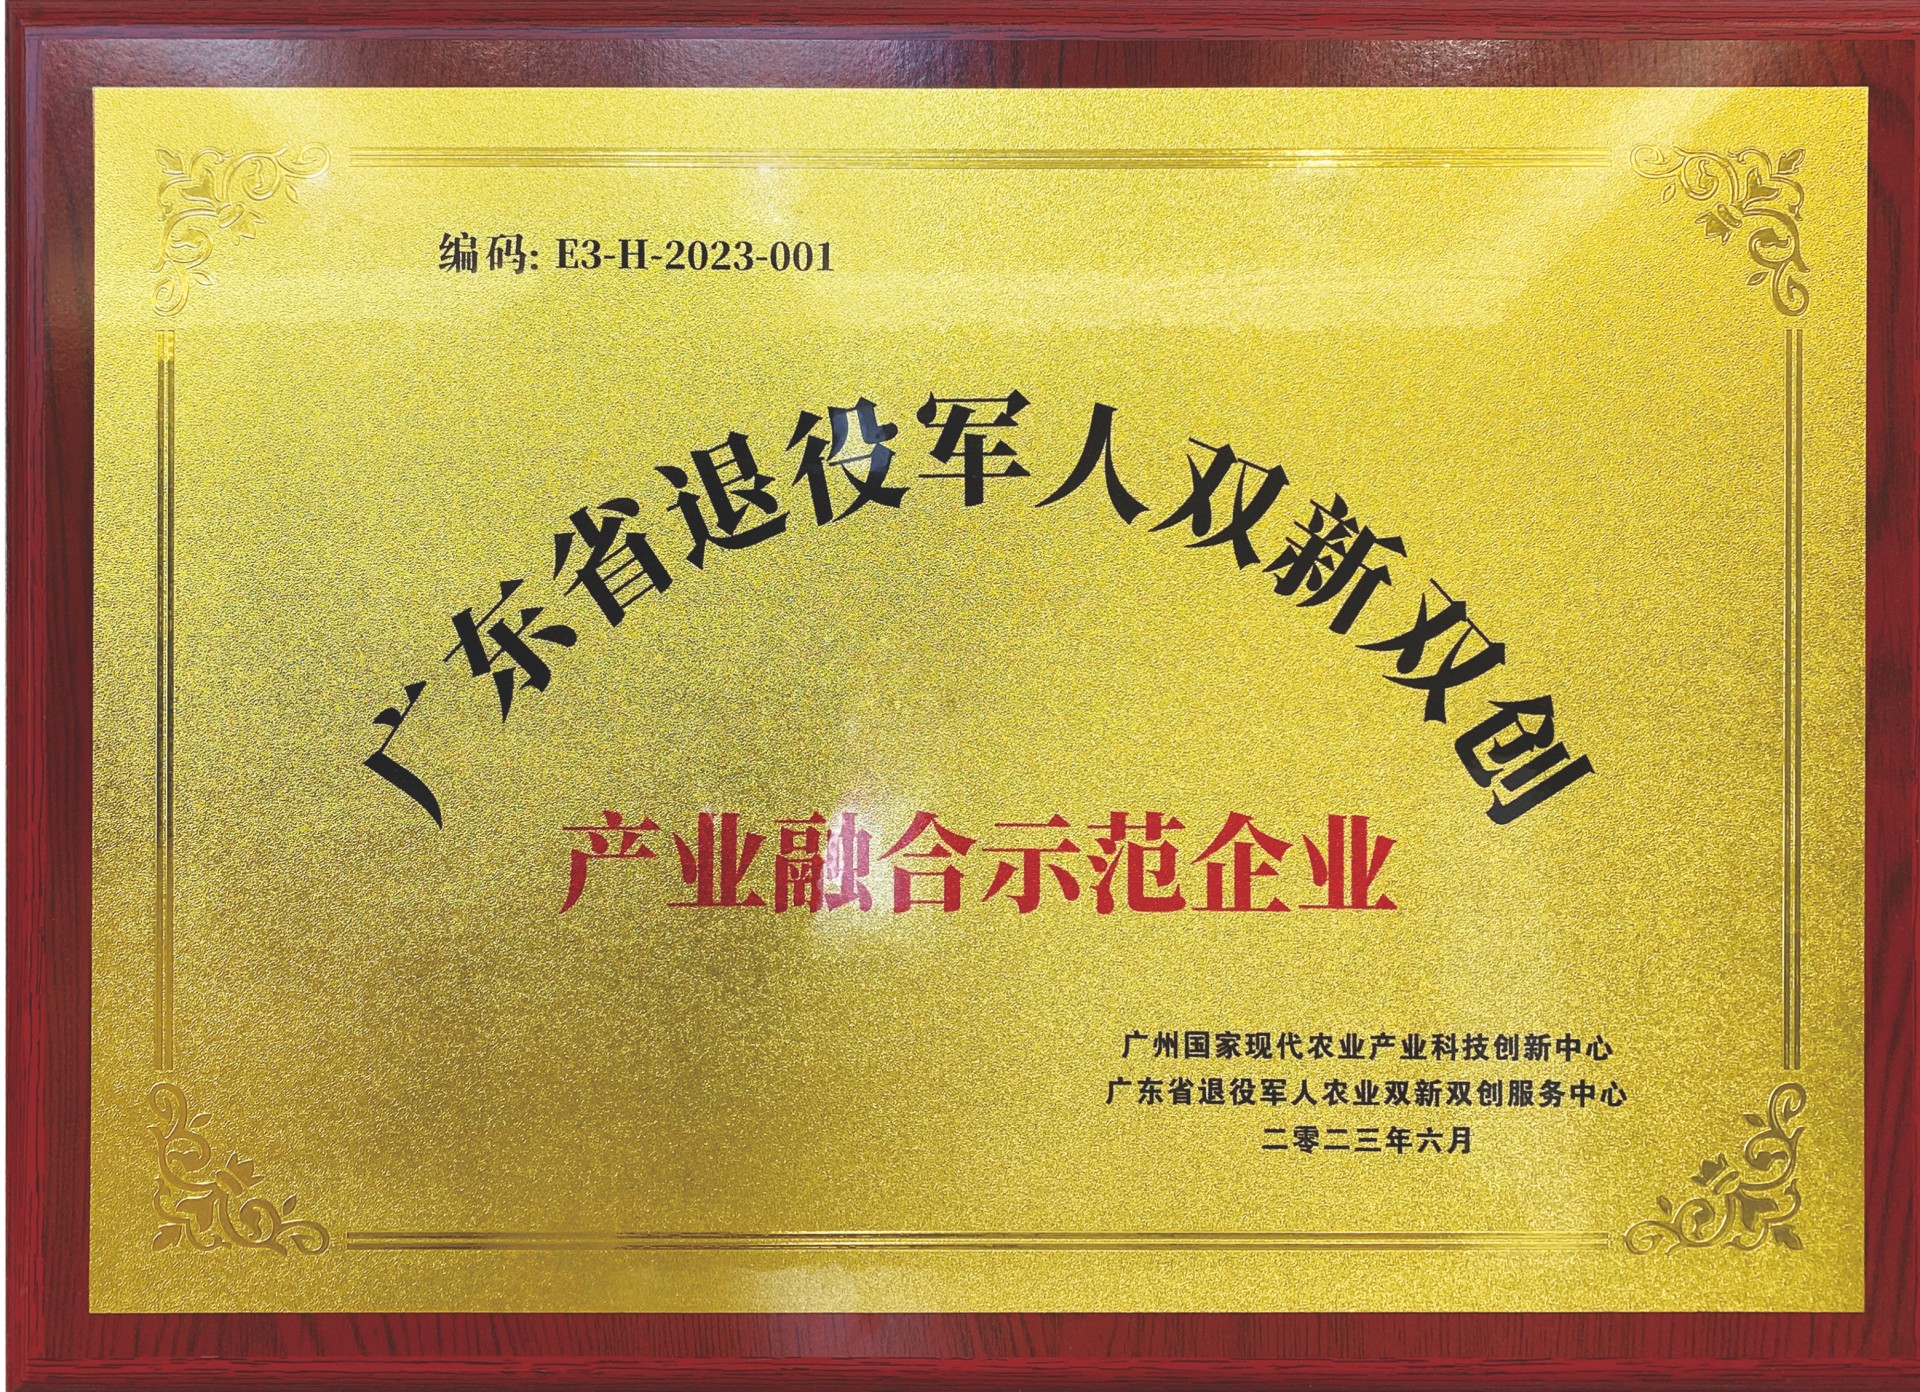 编码: E3-H-2023-001
广东省退役军人双新双创
产业融合示范企业
广州国家现代农业产业科技创新中心
广东省退役军人农业双新双创服务中心
二零二三年六月